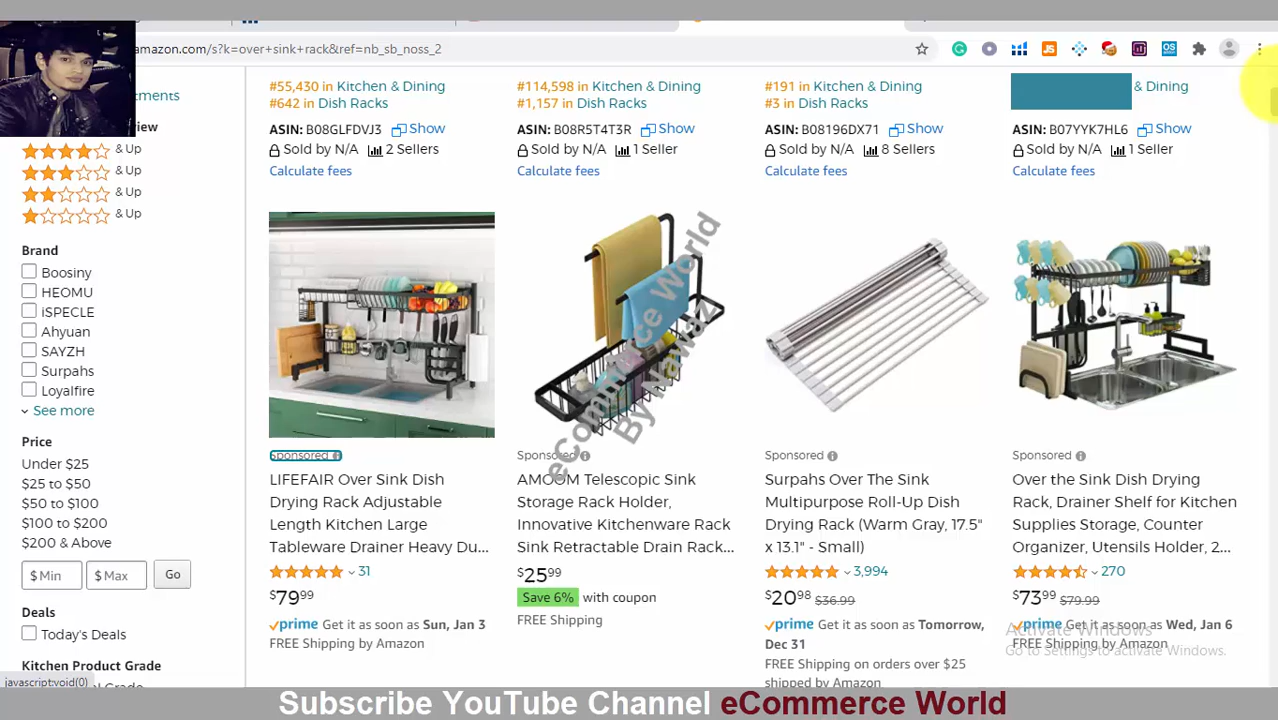 amazon.com/s?k=over+sink+rack&ref=nb_sb_noss_2
#55,430 in Kitchen & Dining
#642 in Dish Racks
ASIN: B08GLFDVJ3 Show
Sold by N/A 2 Sellers
Calculate fees
#114,598 in Kitchen & Dining
#1,157 in Dish Racks
ASIN: B08R5T4T3R Show
Sold by N/A 1 Seller
Calculate fees
#191 in Kitchen & Dining
#3 in Dish Racks
ASIN: B08196DX71 Show
Sold by N/A 8 Sellers
Calculate fees
& Dining
ASIN: B07YYK7HL6 Show
Sold by N/A 1 Seller
Calculate fees
& Up
& Up
& Up
& Up
Brand
Boosiny
HEOMU
iSPECLE
Ahyuan
SAYZH
Surpahs
Loyalfire
See more
Price
Under $25
$25 to $50
$50 to $100
$100 to $200
$200 & Above
$ Min $ Max Go
Deals
Today's Deals
Kitchen Product Grade
javascript:void(0)
Sponsored
LIFEFAIR Over Sink Dish
Drying Rack Adjustable
Length Kitchen Large
Tableware Drainer Heavy Du...
31
$79.99
prime Get it as soon as Sun, Jan 3
FREE Shipping by Amazon
Sponsored
AMOOM Telescopic Sink
Storage Rack Holder,
Innovative Kitchenware Rack
Sink Retractable Drain Rack...
$25.99
Save 6% with coupon
FREE Shipping
Sponsored
Surpahs Over The Sink
Multipurpose Roll-Up Dish
Drying Rack (Warm Gray, 17.5"
x 13.1" - Small)
3,994
$20.98 $36.99
prime Get it as soon as Tomorrow,
Dec 31
FREE Shipping on orders over $25
shipped by Amazon
Sponsored
Over the Sink Dish Drying
Rack, Drainer Shelf for Kitchen
Supplies Storage, Counter
Organizer, Utensils Holder, 2...
270
$73.99 $79.99
prime Get it as soon as Wed, Jan 6
FREE Shipping by Amazon
eCommerce World
By Nawaz
Activate Windows
Go to Settings to activate Windows.
Subscribe YouTube Channel eCommerce World